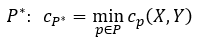 P*: c_{P*} = min_{p∈P} c_p(X,Y)